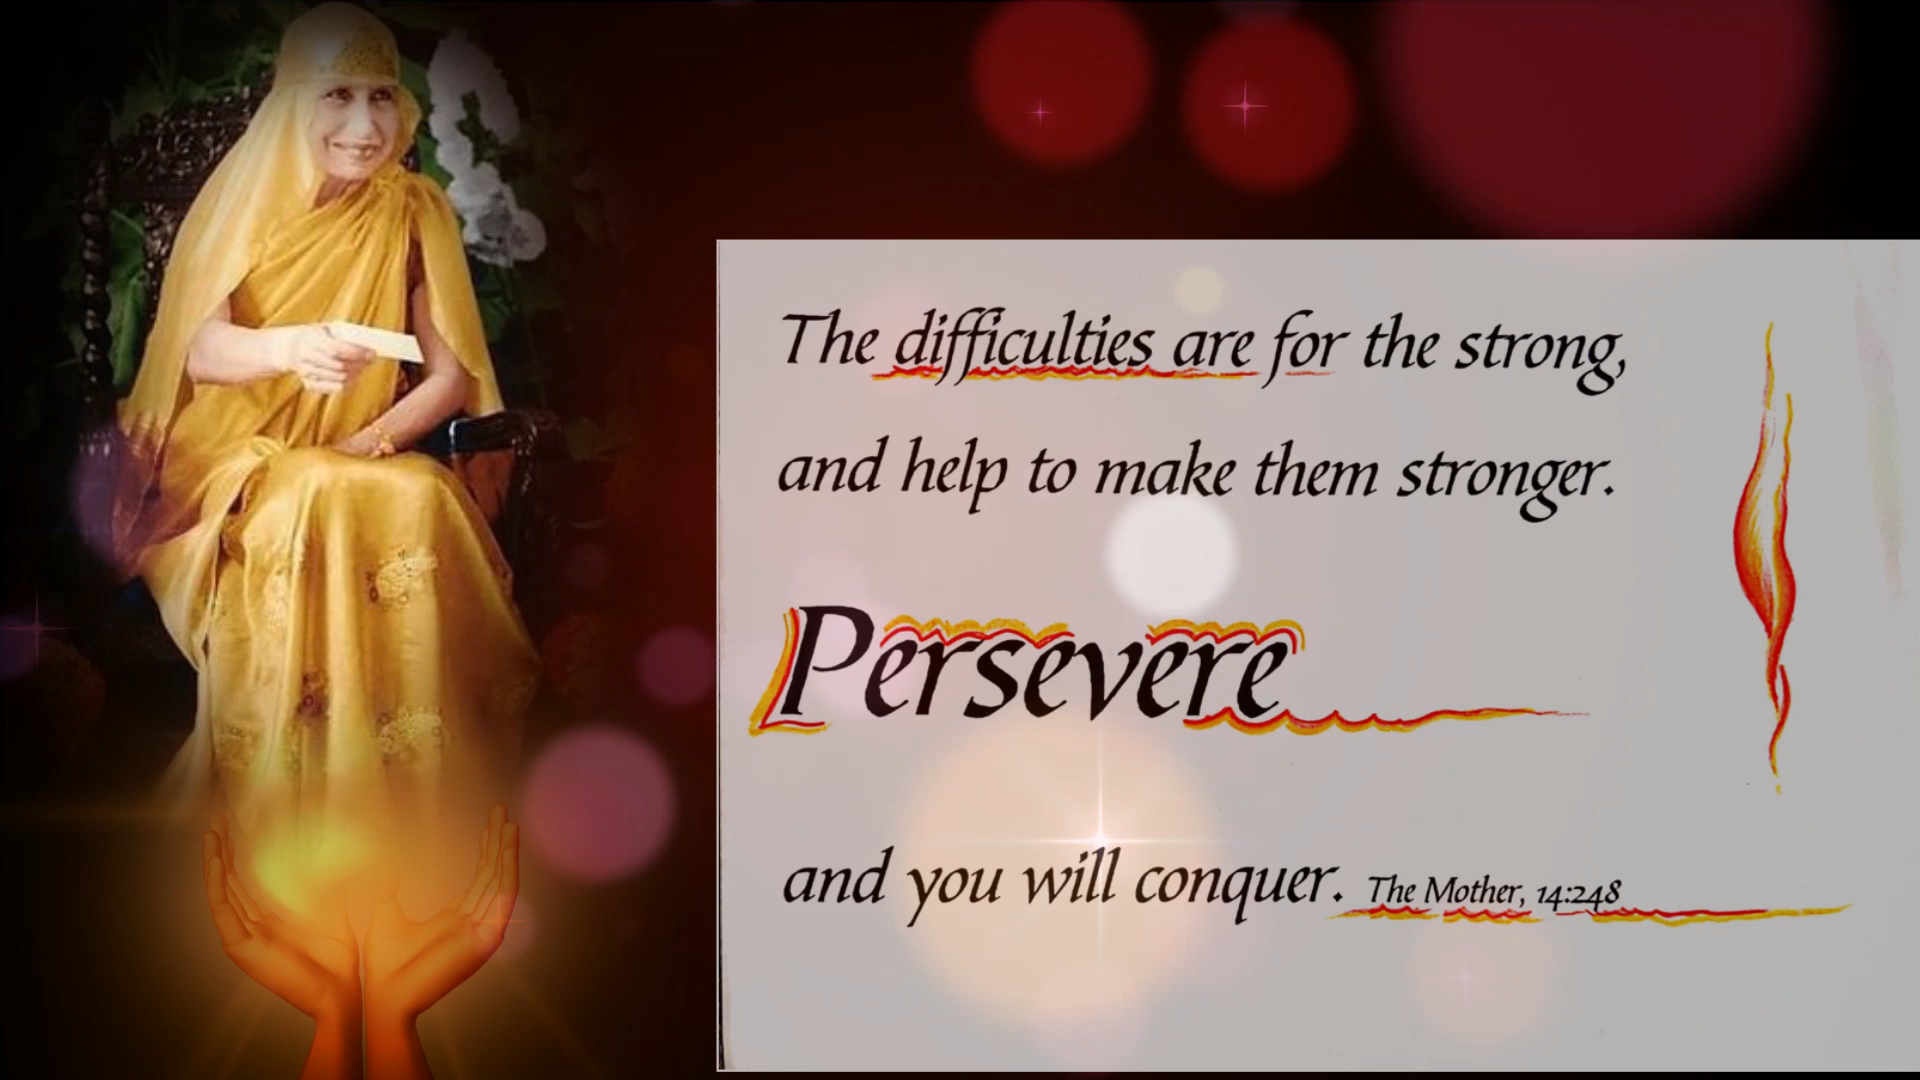 The difficulties are for the strong,
and help to make them stronger.
Persevere
and you will conquer. The Mother, 14:248